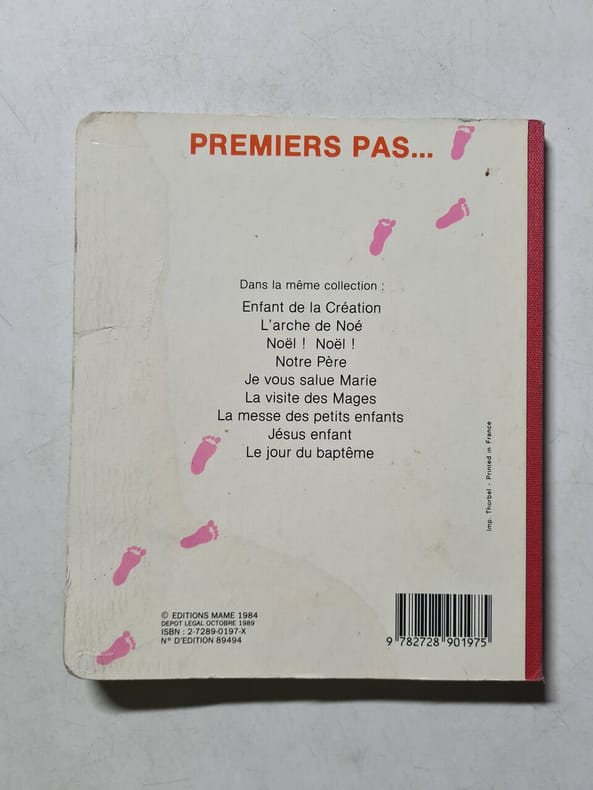 PREMIERS PAS...
Dans la même collection :
Enfant de la Création
L'arche de Noé
Noël ! Noël !
Notre Père
Je vous salue Marie
La visite des Mages
La messe des petits enfants
Jésus enfant
Le jour du baptême
Imp. Thorbel - Printed in France
© EDITIONS MAME 1984
DEPOT LEGAL OCTOBRE 1989
ISBN : 2-7289-0197-X
N° D'EDITION 89494
9 782728 901975